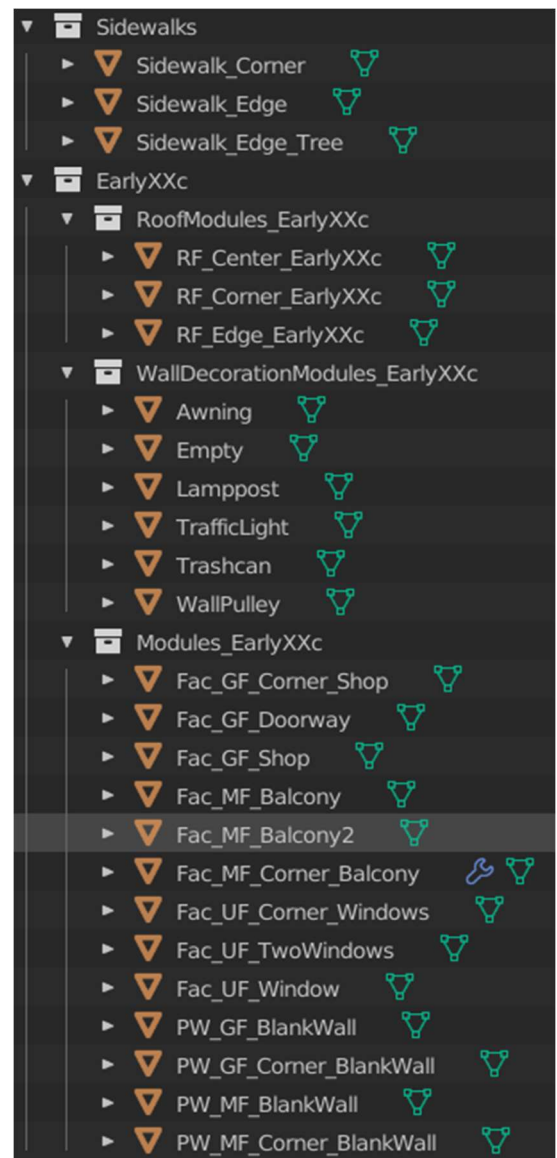 Sidewalks
Sidewalk_Corner
Sidewalk_Edge
Sidewalk_Edge_Tree
EarlyXXc
RoofModules_EarlyXXc
RF_Center_EarlyXXc
RF_Corner_EarlyXXc
RF_Edge_EarlyXXc
WallDecorationModules_EarlyXXc
Awning
Empty
Lamppost
TrafficLight
Trashcan
WallPulley
Modules_EarlyXXc
Fac_GF_Corner_Shop
Fac_GF_Doorway
Fac_GF_Shop
Fac_MF_Balcony
Fac_MF_Balcony2
Fac_MF_Corner_Balcony
Fac_UF_Corner_Windows
Fac_UF_TwoWindows
Fac_UF_Window
PW_GF_BlankWall
PW_GF_Corner_BlankWall
PW_MF_BlankWall
PW_MF_Corner_BlankWall